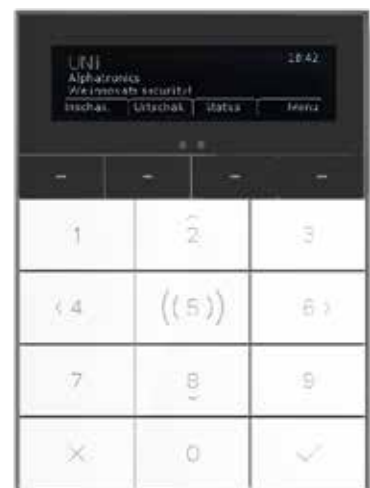 UNii 18:42
Alphatronics
We innovate security!
Inschak. Uitschak. Status Menu
1 2 3
4 ((5)) 6
7 8 9
0